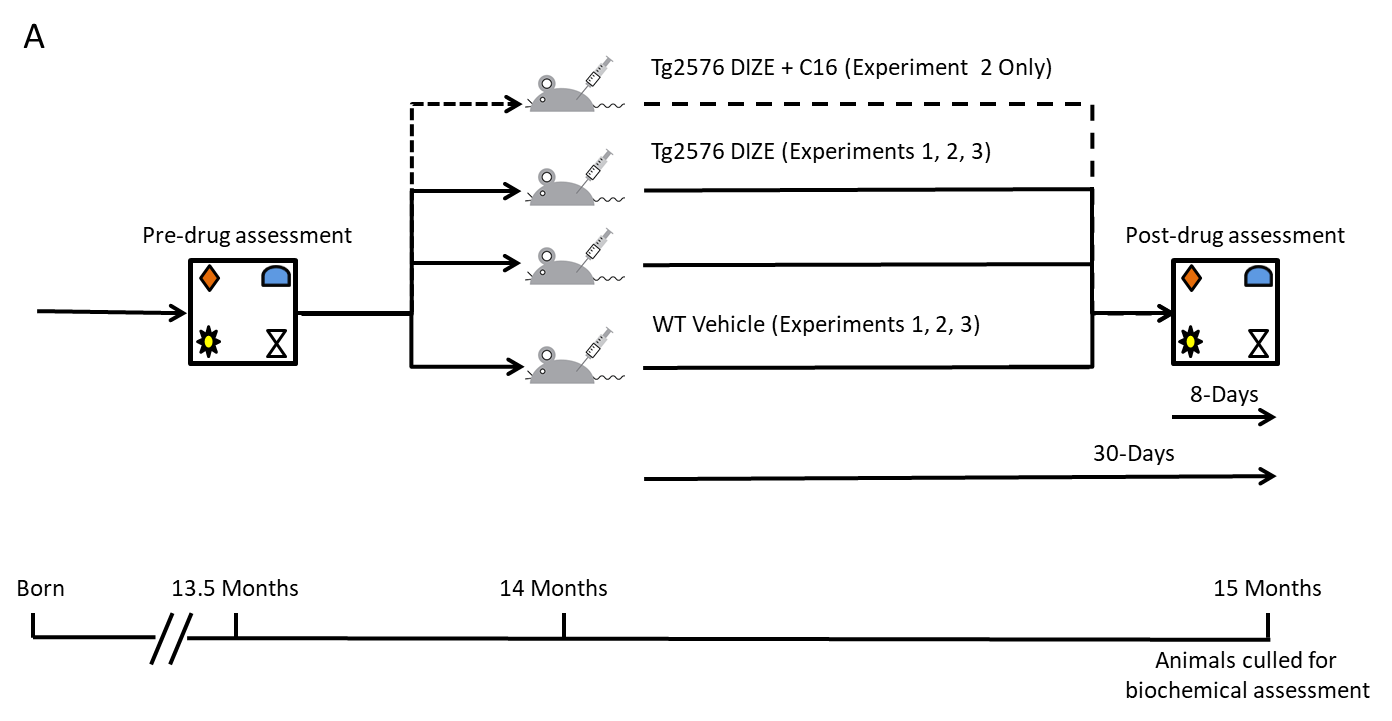 A
Tg2576 DIZE + C16 (Experiment 2 Only)
Tg2576 DIZE (Experiments 1, 2, 3)
Pre-drug assessment
Post-drug assessment
WT Vehicle (Experiments 1, 2, 3)
8-Days
30-Days
Born
13.5 Months
14 Months
15 Months
Animals culled for
biochemical assessment